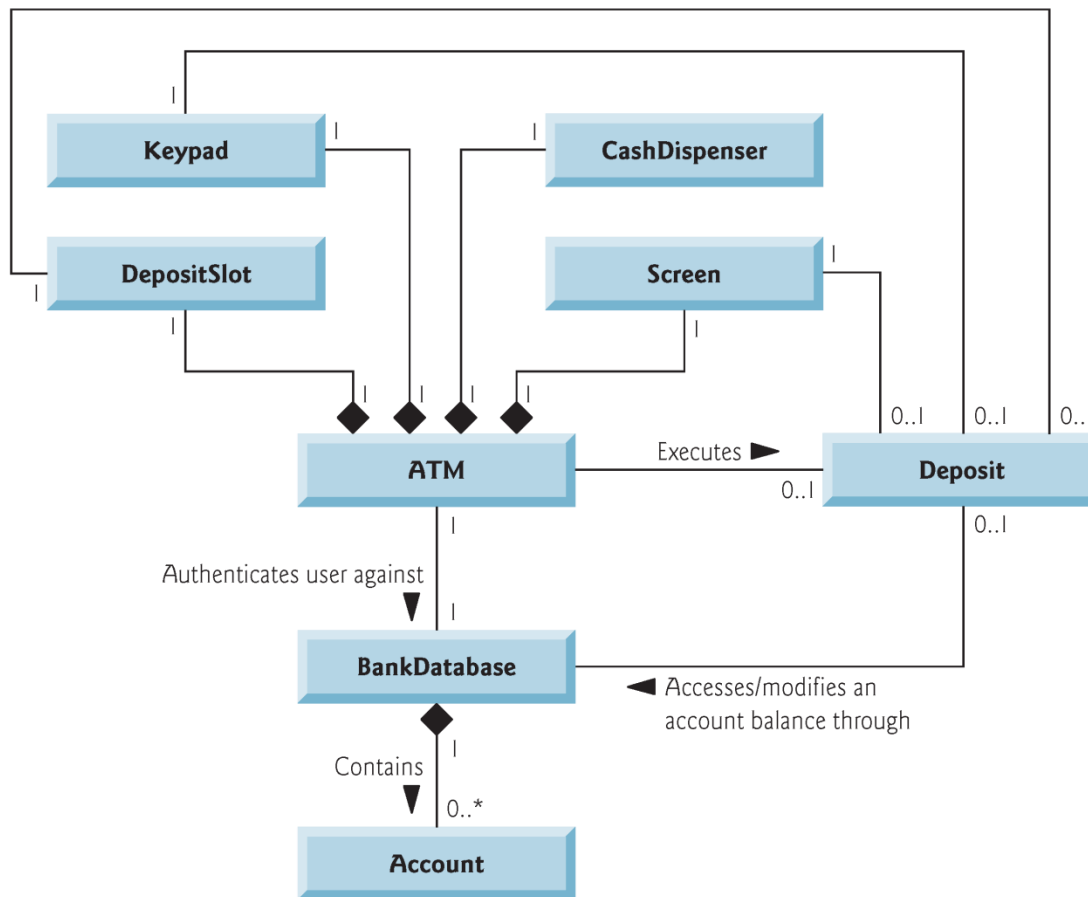 1
1
1
Keypad
CashDispenser
DepositSlot
Screen
1
1
1
1
1
1
1
1
0..1
0..1
0..
Executes
ATM
Deposit
0..1
1
0..1
Authenticates user against
1
BankDatabase
Accesses/modifies an
account balance through
1
Contains
0..*
Account